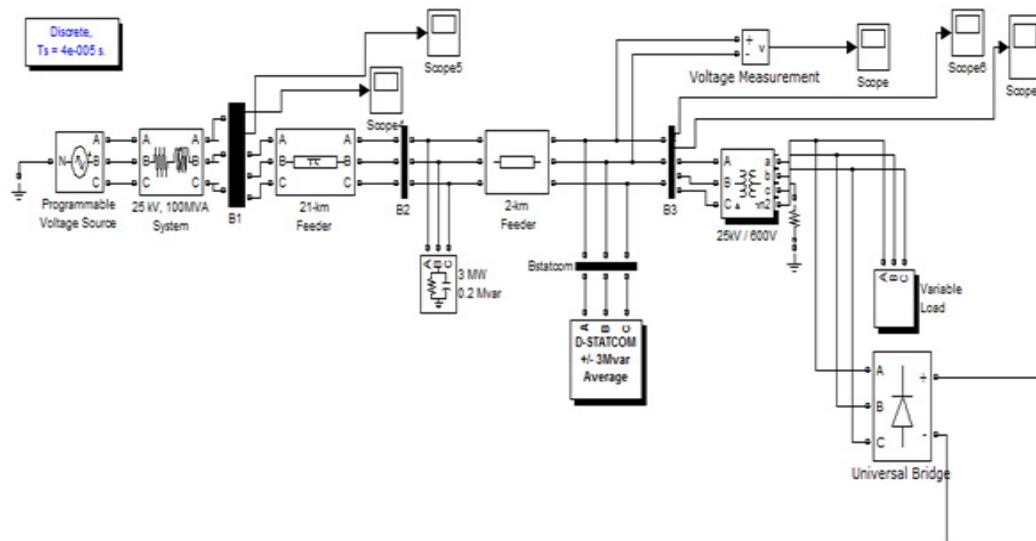 Discrete,
Ts = 4e-005 s.
Scope5
Scope4
Voltage Measurement
Scope
Scope6
Scope
+
-
v
N
A
B
C
A
B
C
A
B
C
Programmable
Voltage Source
25 kV, 100MVA
System
B1
A
B
C
A
B
C
21-km
Feeder
B2
2-km
Feeder
B3
A
B
C
a
b
c
n2
25kV / 600V
A
B
C
3 MW
0.2 Mvar
Bstatcom
A
B
C
D-STATCOM
+/- 3Mvar
Average
A
B
C
Variable
Load
A
B
C
+
-
Universal Bridge